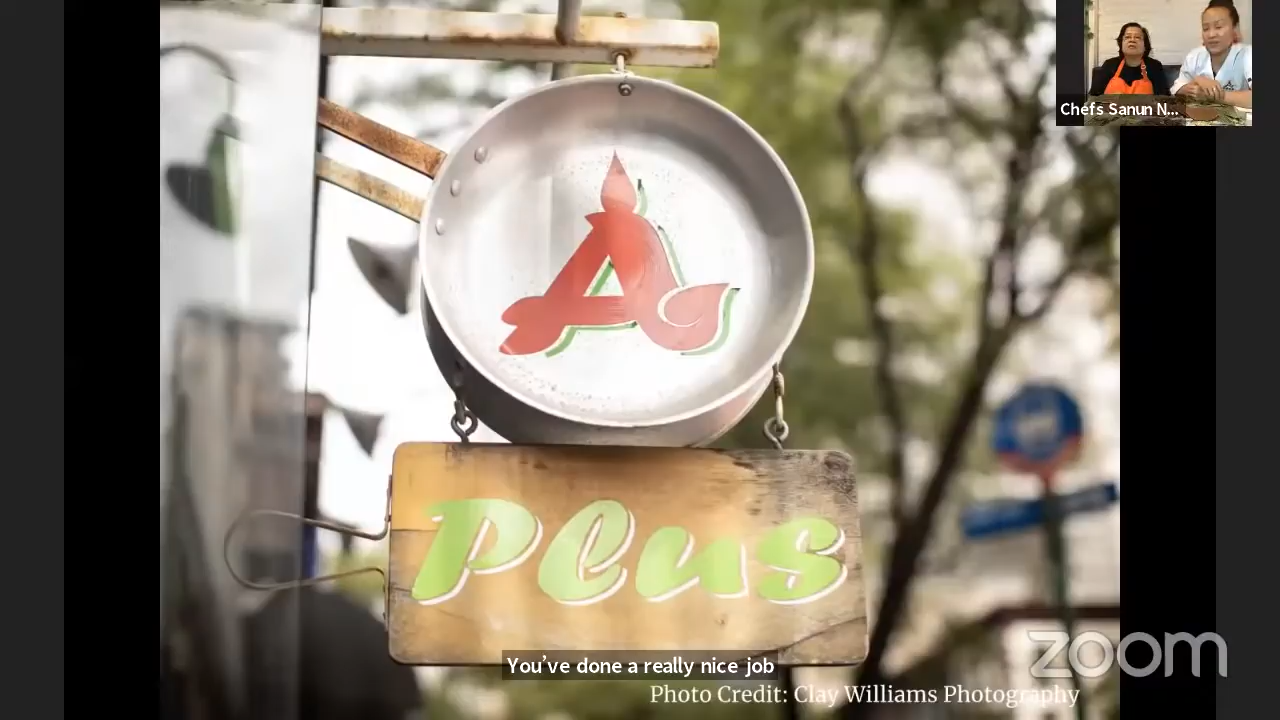 Chefs Sanun N...
A
Plus
You've done a really nice job
zoom
Photo Credit: Clay Williams Photography